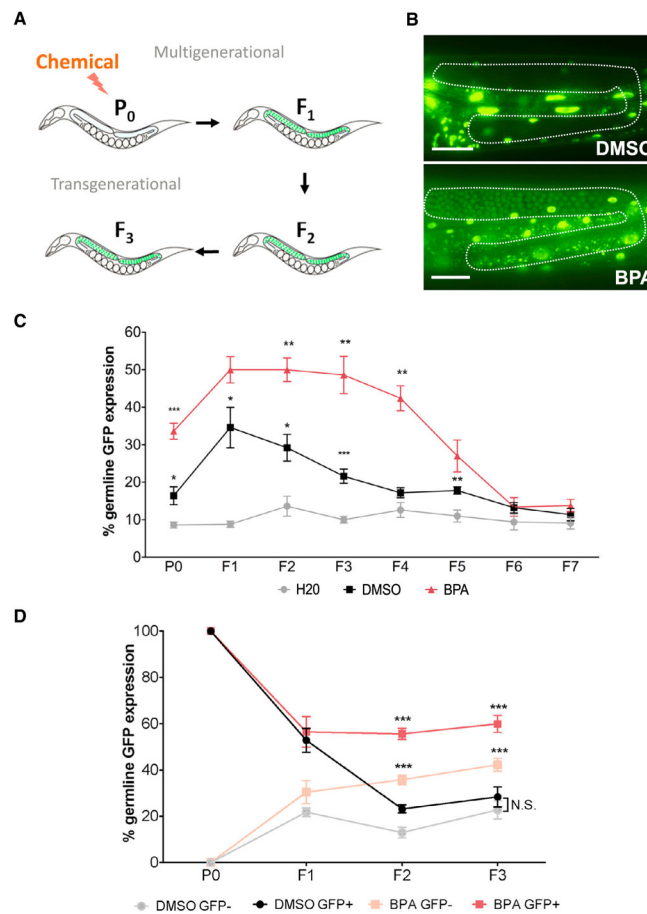 A
Multigenerational
Chemical
P0
F1
Transgenerational
F3
F2
B
DMSO
BPA
C
% germline GFP expression
60
50
40
30
20
10
0
***
*
*
**
*
**
***
**
**
P0 F1 F2 F3 F4 F5 F6 F7
H20 DMSO BPA
D
% germline GFP expression
100
80
60
40
20
0
***
***
***
***
N.S.
P0 F1 F2 F3
DMSO GFP- DMSO GFP+ BPA GFP- BPA GFP+